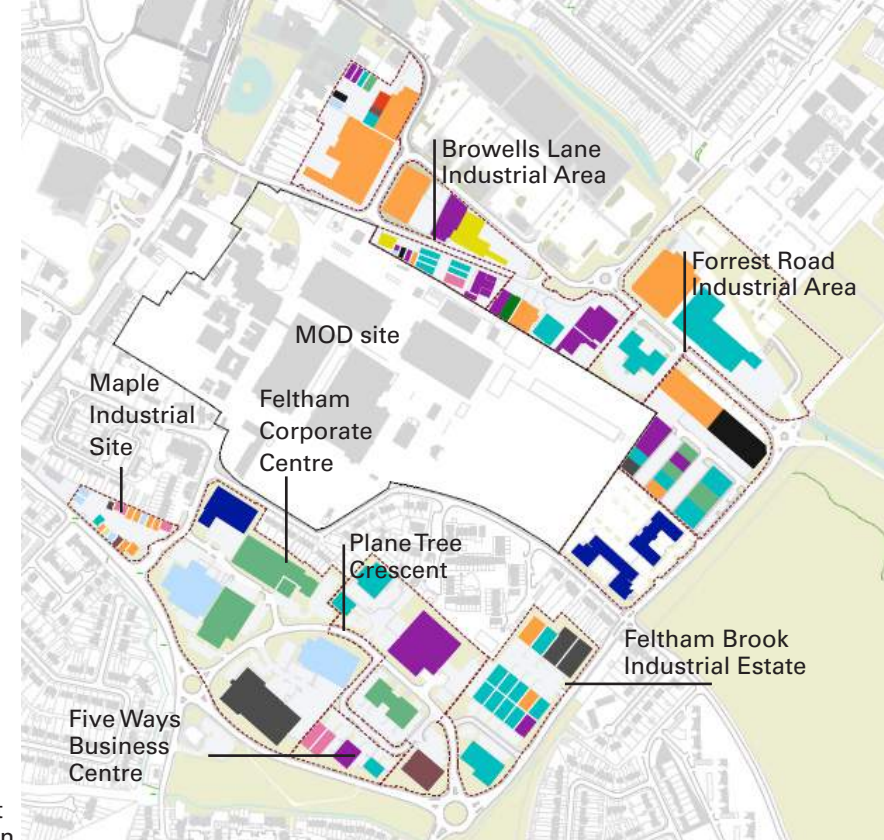 Browells Lane
Industrial Area
Forrest Road
Industrial Area
MOD site
Maple
Industrial
Site
Feltham
Corporate
Centre
Plane Tree
Crescent
Feltham Brook
Industrial Estate
Five Ways
Business
Centre